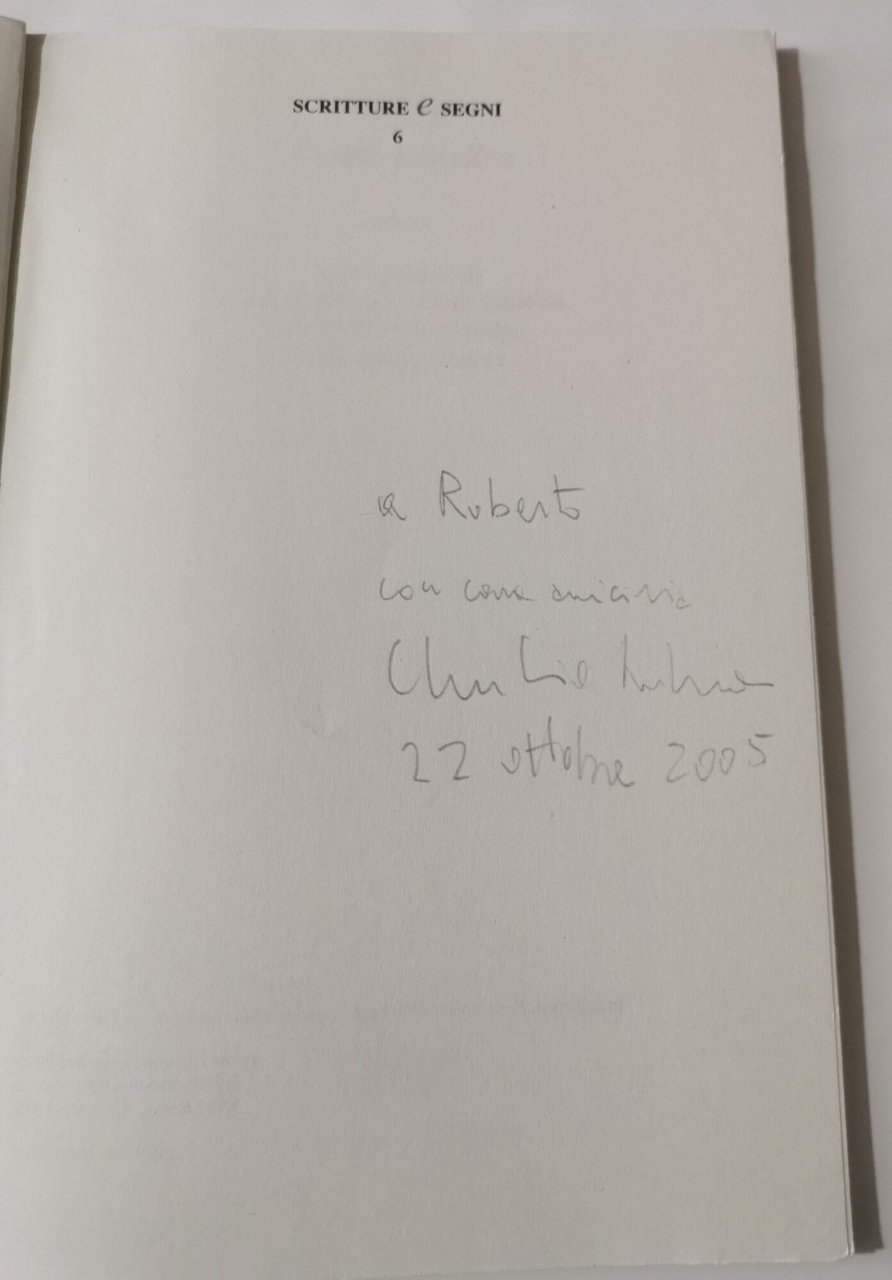 SCRITTURE e SEGNI
6
a Roberto
con cara amicizia
22 ottobre 2005